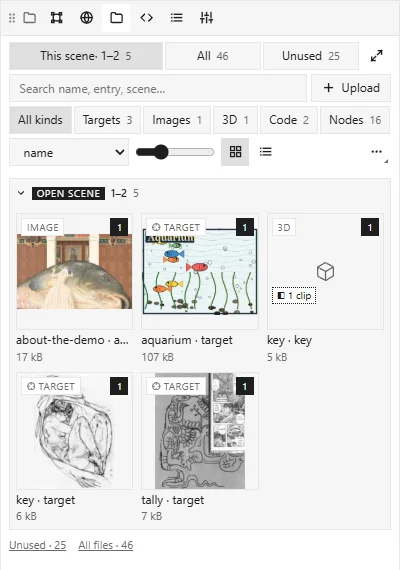 This scene· 1–2 5
All 46
Unused 25
Search name, entry, scene...
+ Upload
All kinds
Targets 3
Images 1
3D 1
Code 2
Nodes 16
name
OPEN SCENE 1–2 5
IMAGE 1
TARGET 1
Aquarium
3D 1
1 clip
about-the-demo · a...
17 kB
aquarium · target
107 kB
key · key
5 kB
TARGET 1
TARGET 1
key · target
6 kB
tally · target
7 kB
Unused · 25
All files · 46